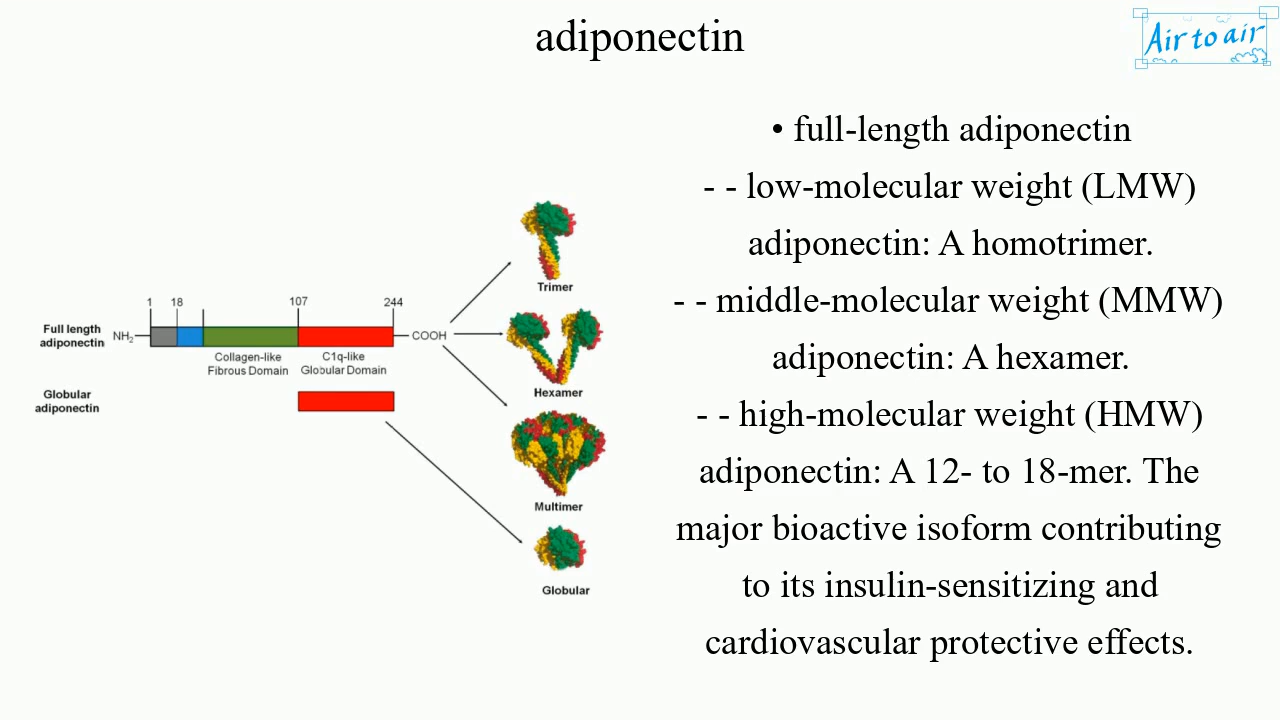 adiponectin
Air to air
• full-length adiponectin
- - low-molecular weight (LMW)
adiponectin: A homotrimer.
- - middle-molecular weight (MMW)
adiponectin: A hexamer.
- - high-molecular weight (HMW)
adiponectin: A 12- to 18-mer. The
major bioactive isoform contributing
to its insulin-sensitizing and
cardiovascular protective effects.
1 18 107 244
Full length
adiponectin
NH2
COOH
Collagen-like
Fibrous Domain
C1q-like
Globular Domain
Globular
adiponectin
Trimer
Hexamer
Multimer
Globular